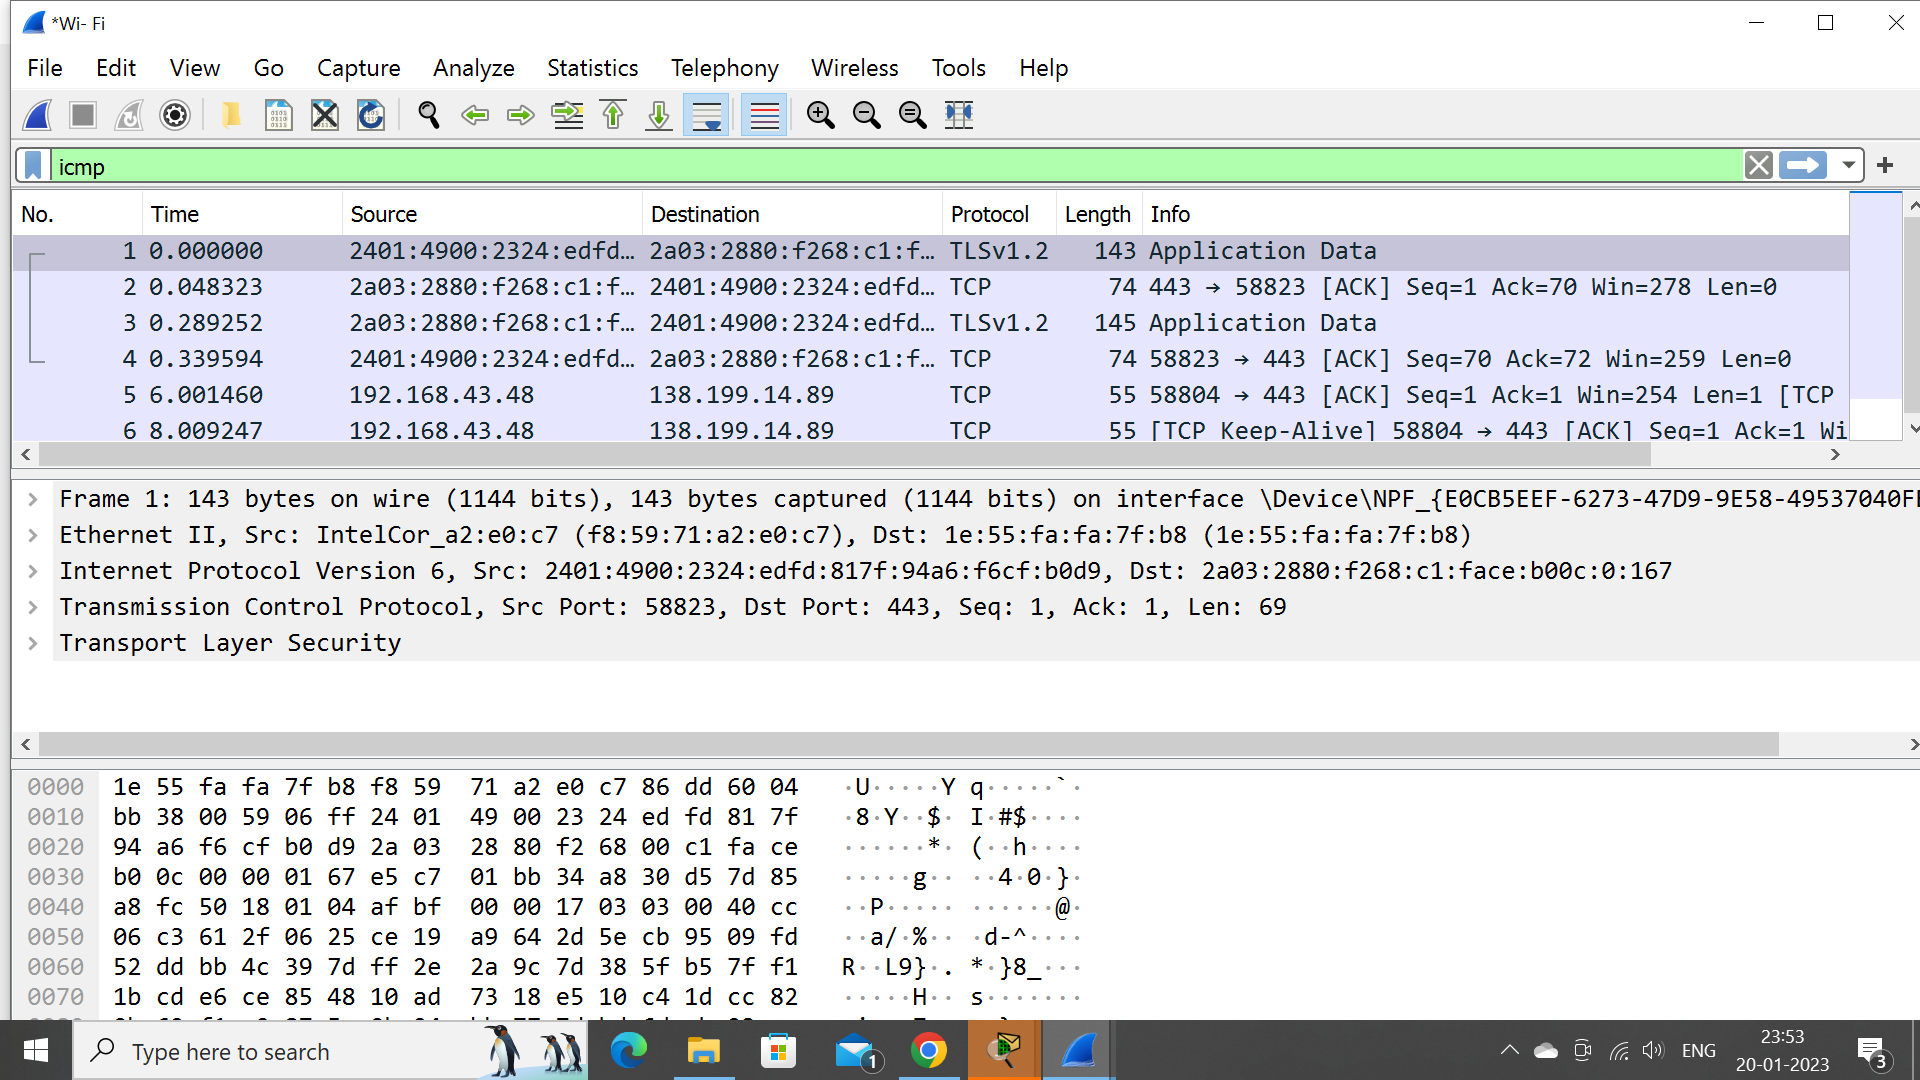 *Wi- Fi
File Edit View Go Capture Analyze Statistics Telephony Wireless Tools Help
icmp
No. Time Source Destination Protocol Length Info
1 0.000000 2401:4900:2324:edfd… 2a03:2880:f268:c1:f… TLSv1.2 143 Application Data
2 0.048323 2a03:2880:f268:c1:f… 2401:4900:2324:edfd… TCP 74 443 → 58823 [ACK] Seq=1 Ack=70 Win=278 Len=0
3 0.289252 2a03:2880:f268:c1:f… 2401:4900:2324:edfd… TLSv1.2 145 Application Data
4 0.339594 2401:4900:2324:edfd… 2a03:2880:f268:c1:f… TCP 74 58823 → 443 [ACK] Seq=70 Ack=72 Win=259 Len=0
5 6.001460 192.168.43.48 138.199.14.89 TCP 55 58804 → 443 [ACK] Seq=1 Ack=1 Win=254 Len=1 [TCP
6 8.009247 192.168.43.48 138.199.14.89 TCP 55 [TCP Keep-Alive] 58804 → 443 [ACK] Seq=1 Ack=1 Wi
Frame 1: 143 bytes on wire (1144 bits), 143 bytes captured (1144 bits) on interface \Device\NPF_{E0CB5EEF-6273-47D9-9E58-49537040FE
Ethernet II, Src: IntelCor_a2:e0:c7 (f8:59:71:a2:e0:c7), Dst: 1e:55:fa:fa:7f:b8 (1e:55:fa:fa:7f:b8)
Internet Protocol Version 6, Src: 2401:4900:2324:edfd:817f:94a6:f6cf:b0d9, Dst: 2a03:2880:f268:c1:face:b00c:0:167
Transmission Control Protocol, Src Port: 58823, Dst Port: 443, Seq: 1, Ack: 1, Len: 69
Transport Layer Security
0000 1e 55 fa fa 7f b8 f8 59 71 a2 e0 c7 86 dd 60 04 ·U·····Y q·····`·
0010 bb 38 00 59 06 ff 24 01 49 00 23 24 ed fd 81 7f ·8·Y··$· I·#$····
0020 94 a6 f6 cf b0 d9 2a 03 28 80 f2 68 00 c1 fa ce ······*· (··h····
0030 b0 0c 00 00 01 67 e5 c7 01 bb 34 a8 30 d5 7d 85 ·····g·· ··4·0·}·
0040 a8 fc 50 18 01 04 af bf 00 00 17 03 03 00 40 cc ··P····· ······@·
0050 06 c3 61 2f 06 25 ce 19 a9 64 2d 5e cb 95 09 fd ··a/·%·· ·d-^····
0060 52 dd bb 4c 39 7d ff 2e 2a 9c 7d 38 5f b5 7f f1 R··L9}·. *·}8_···
0070 1b cd e6 ce 85 48 10 ad 73 18 e5 10 c4 1d cc 82 ·····H·· s·······
Type here to search
1
ENG
23:53
20-01-2023
3